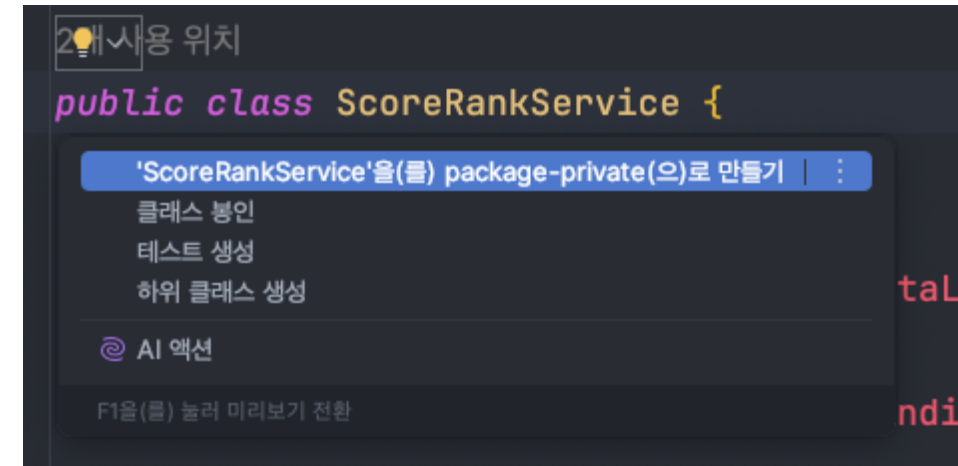 2개 사용 위치
public class ScoreRankService {
'ScoreRankService'을(를) package-private(으)로 만들기
클래스 봉인
테스트 생성
하위 클래스 생성
taL
AI 액션
F1을(를) 눌러 미리보기 전환
ndi